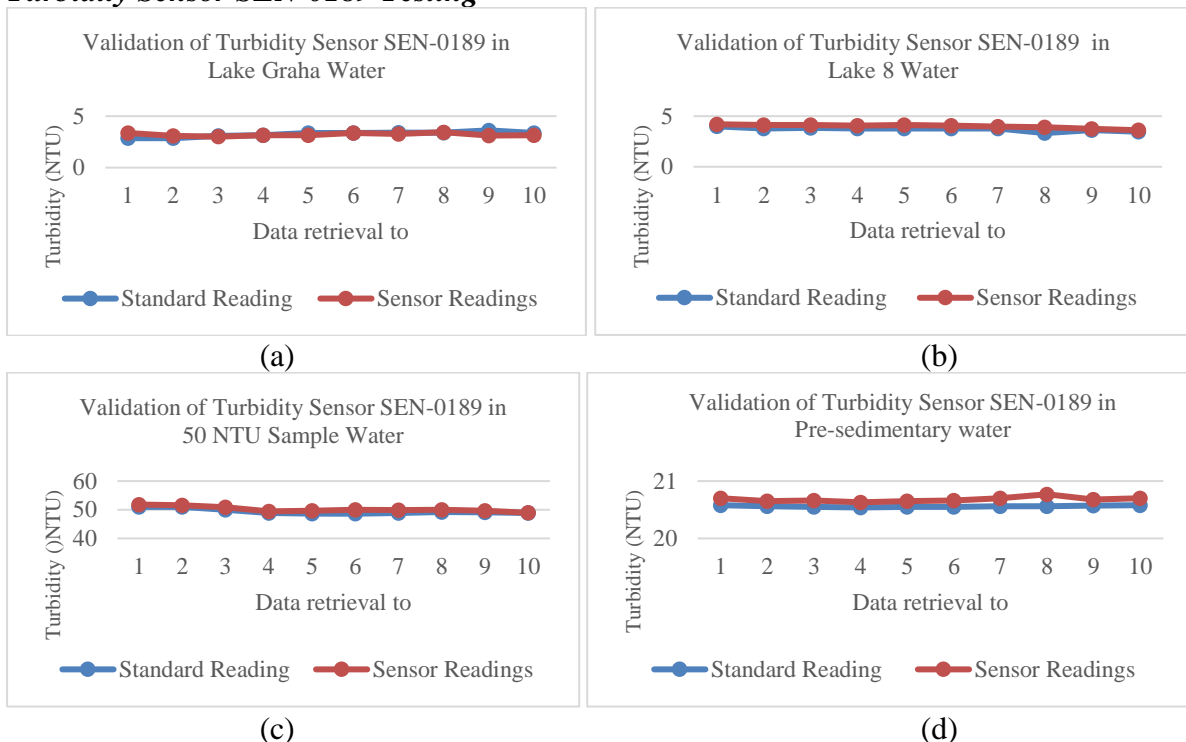 Turbidity Sensor SEN-0189 Testing
Validation of Turbidity Sensor SEN-0189 in
Lake Graha Water
Turbidity (NTU)
5
0
1 2 3 4 5 6 7 8 9 10
Data retrieval to
Standard Reading Sensor Readings
(a)
Validation of Turbidity Sensor SEN-0189 in
Lake 8 Water
Turbidity (NTU)
5
0
1 2 3 4 5 6 7 8 9 10
Data retrieval to
Standard Reading Sensor Readings
(b)
Validation of Turbidity Sensor SEN-0189 in
50 NTU Sample Water
Turbidity ()NTU)
60
50
40
1 2 3 4 5 6 7 8 9 10
Data retrieval to
Standard Reading Sensor Readings
(c)
Validation of Turbidity Sensor SEN-0189 in
Pre-sedimentary water
Turbidity (NTU)
21
20
1 2 3 4 5 6 7 8 9 10
Data retrieval to
Standard Reading Sensor Readings
(d)